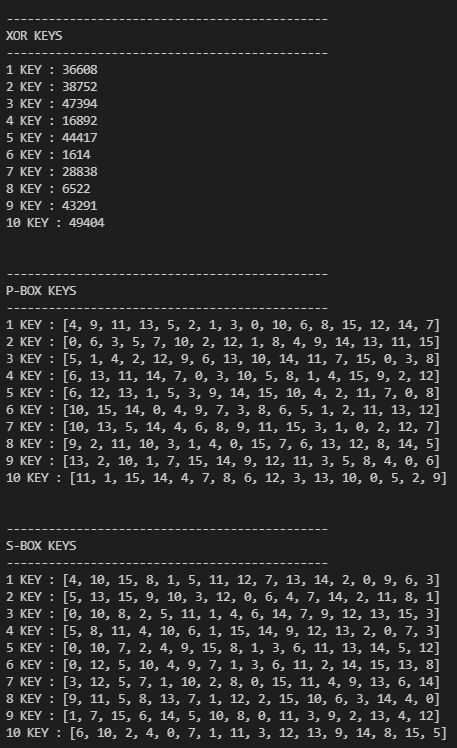 ----------------------------------------------
XOR KEYS
----------------------------------------------
1 KEY : 36608
2 KEY : 38752
3 KEY : 47394
4 KEY : 16892
5 KEY : 44417
6 KEY : 1614
7 KEY : 28838
8 KEY : 6522
9 KEY : 43291
10 KEY : 49404
----------------------------------------------
P-BOX KEYS
----------------------------------------------
1 KEY : [4, 9, 11, 13, 5, 2, 1, 3, 0, 10, 6, 8, 15, 12, 14, 7]
2 KEY : [0, 6, 3, 5, 7, 10, 2, 12, 1, 8, 4, 9, 14, 13, 11, 15]
3 KEY : [5, 1, 4, 2, 12, 9, 6, 13, 10, 14, 11, 7, 15, 0, 3, 8]
4 KEY : [6, 13, 11, 14, 7, 0, 3, 10, 5, 8, 1, 4, 15, 9, 2, 12]
5 KEY : [6, 12, 13, 1, 5, 3, 9, 14, 15, 10, 4, 2, 11, 7, 0, 8]
6 KEY : [10, 15, 14, 0, 4, 9, 7, 3, 8, 6, 5, 1, 2, 11, 13, 12]
7 KEY : [10, 13, 5, 14, 4, 6, 8, 9, 11, 15, 3, 1, 0, 2, 12, 7]
8 KEY : [9, 2, 11, 10, 3, 1, 4, 0, 15, 7, 6, 13, 12, 8, 14, 5]
9 KEY : [13, 2, 10, 1, 7, 15, 14, 9, 12, 11, 3, 5, 8, 4, 0, 6]
10 KEY : [11, 1, 15, 14, 4, 7, 8, 6, 12, 3, 13, 10, 0, 5, 2, 9]
----------------------------------------------
S-BOX KEYS
----------------------------------------------
1 KEY : [4, 10, 15, 8, 1, 5, 11, 12, 7, 13, 14, 2, 0, 9, 6, 3]
2 KEY : [5, 13, 15, 9, 10, 3, 12, 0, 6, 4, 7, 14, 2, 11, 8, 1]
3 KEY : [0, 10, 8, 2, 5, 11, 1, 4, 6, 14, 7, 9, 12, 13, 15, 3]
4 KEY : [5, 8, 11, 4, 10, 6, 1, 15, 14, 9, 12, 13, 2, 0, 7, 3]
5 KEY : [0, 10, 7, 2, 4, 9, 15, 8, 1, 3, 6, 11, 13, 14, 5, 12]
6 KEY : [0, 12, 5, 10, 4, 9, 7, 1, 3, 6, 11, 2, 14, 15, 13, 8]
7 KEY : [3, 12, 5, 7, 1, 10, 2, 8, 0, 15, 11, 4, 9, 13, 6, 14]
8 KEY : [9, 11, 5, 8, 13, 7, 1, 12, 2, 15, 10, 6, 3, 14, 4, 0]
9 KEY : [1, 7, 15, 6, 14, 5, 10, 8, 0, 11, 3, 9, 2, 13, 4, 12]
10 KEY : [6, 10, 2, 4, 0, 7, 1, 11, 3, 12, 13, 9, 14, 8, 15, 5]